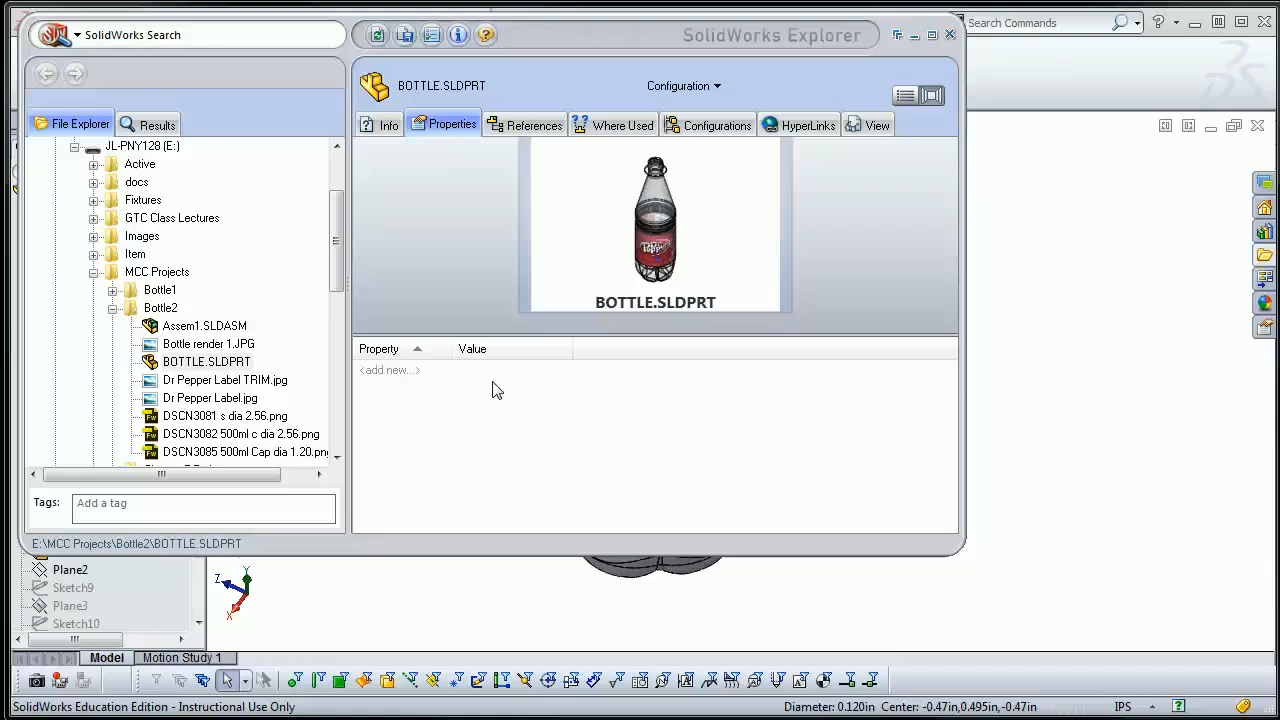 SolidWorks Search
SolidWorks Explorer
Search Commands
BOTTLE.SLDPRT
Configuration
File Explorer
Results
Info
Properties
References
Where Used
Configurations
HyperLinks
View
JL-PNY128 (E:)
Active
docs
Fixtures
GTC Class Lectures
Images
Item
MCC Projects
Bottle1
Bottle2
Assem1.SLDASM
Bottle render 1.JPG
BOTTLE.SLDPRT
Dr Pepper Label TRIM.jpg
Dr Pepper Label.jpg
DSCN3081 s dia 2.56.png
DSCN3082 500ml c dia 2.56.png
DSCN3085 500ml Cap dia 1.20.png
Tags:
Add a tag
E:\MCC Projects\Bottle2\BOTTLE.SLDPRT
Pepper
BOTTLE.SLDPRT
Property
Value
<add new...>
Plane2
Sketch9
Plane3
Sketch10
Z
Y
X
Model
Motion Study 1
SolidWorks Education Edition - Instructional Use Only
Diameter: 0.120in Center: -0.47in,0.495in,-0.47in
IPS